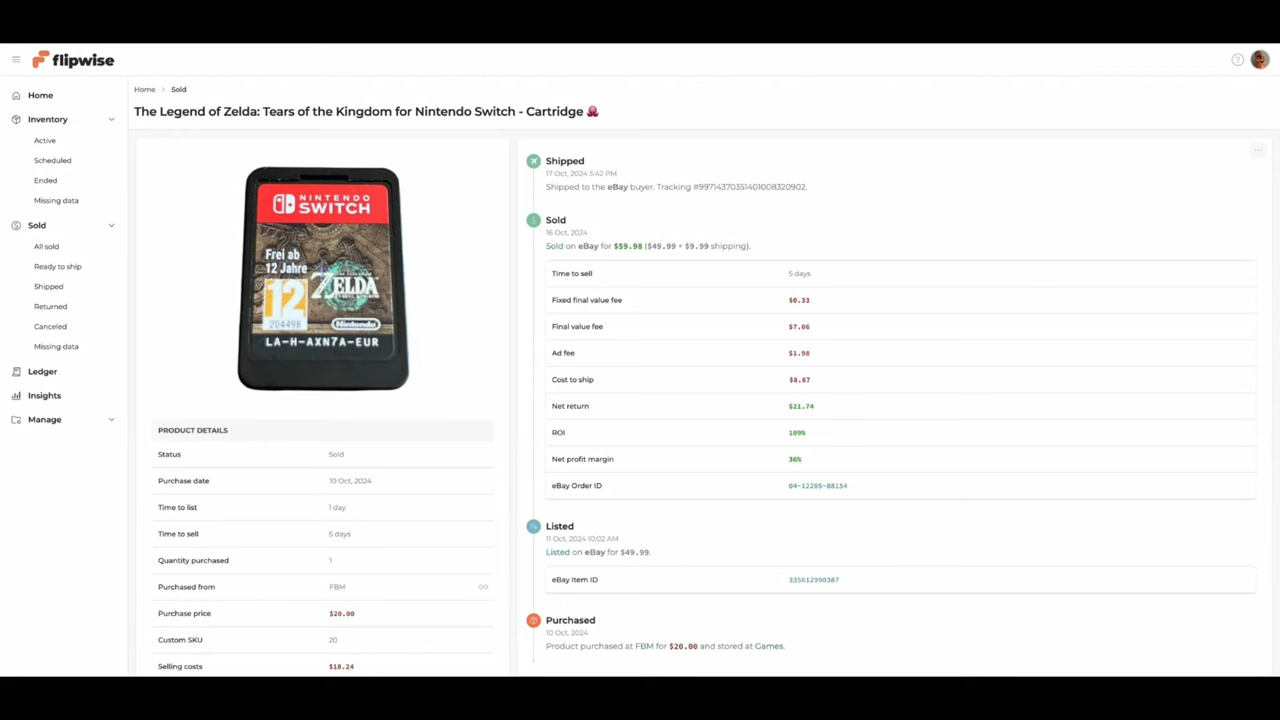 flipwise
Home
Inventory
Active
Scheduled
Ended
Missing data
Sold
All sold
Ready to ship
Shipped
Returned
Canceled
Missing data
Ledger
Insights
Manage
Home > Sold
The Legend of Zelda: Tears of the Kingdom for Nintendo Switch - Cartridge
NINTENDO
SWITCH
Frei ab
12 Jahre
12
204498
THE LEGEND OF
ZELDA
Nintendo
LA-H-AXN7A-EUR
PRODUCT DETAILS
Status Sold
Purchase date 10 Oct, 2024
Time to list 1 day
Time to sell 5 days
Quantity purchased 1
Purchased from FBM
Purchase price $20.00
Custom SKU 20
Selling costs $18.24
Shipped
17 Oct, 2024 5:42 PM
Shipped to the eBay buyer. Tracking #99714370351401008320902.
Sold
16 Oct, 2024
Sold on eBay for $59.98 ($49.99 + $9.99 shipping).
Time to sell 5 days
Fixed final value fee $0.33
Final value fee $7.06
Ad fee $1.98
Cost to ship $8.87
Net return $21.74
ROI 109%
Net profit margin 36%
eBay Order ID 04-12205-88154
Listed
11 Oct, 2024 10:02 AM
Listed on eBay for $49.99.
eBay Item ID 335612990387
Purchased
10 Oct, 2024
Product purchased at FBM for $20.00 and stored at Games.